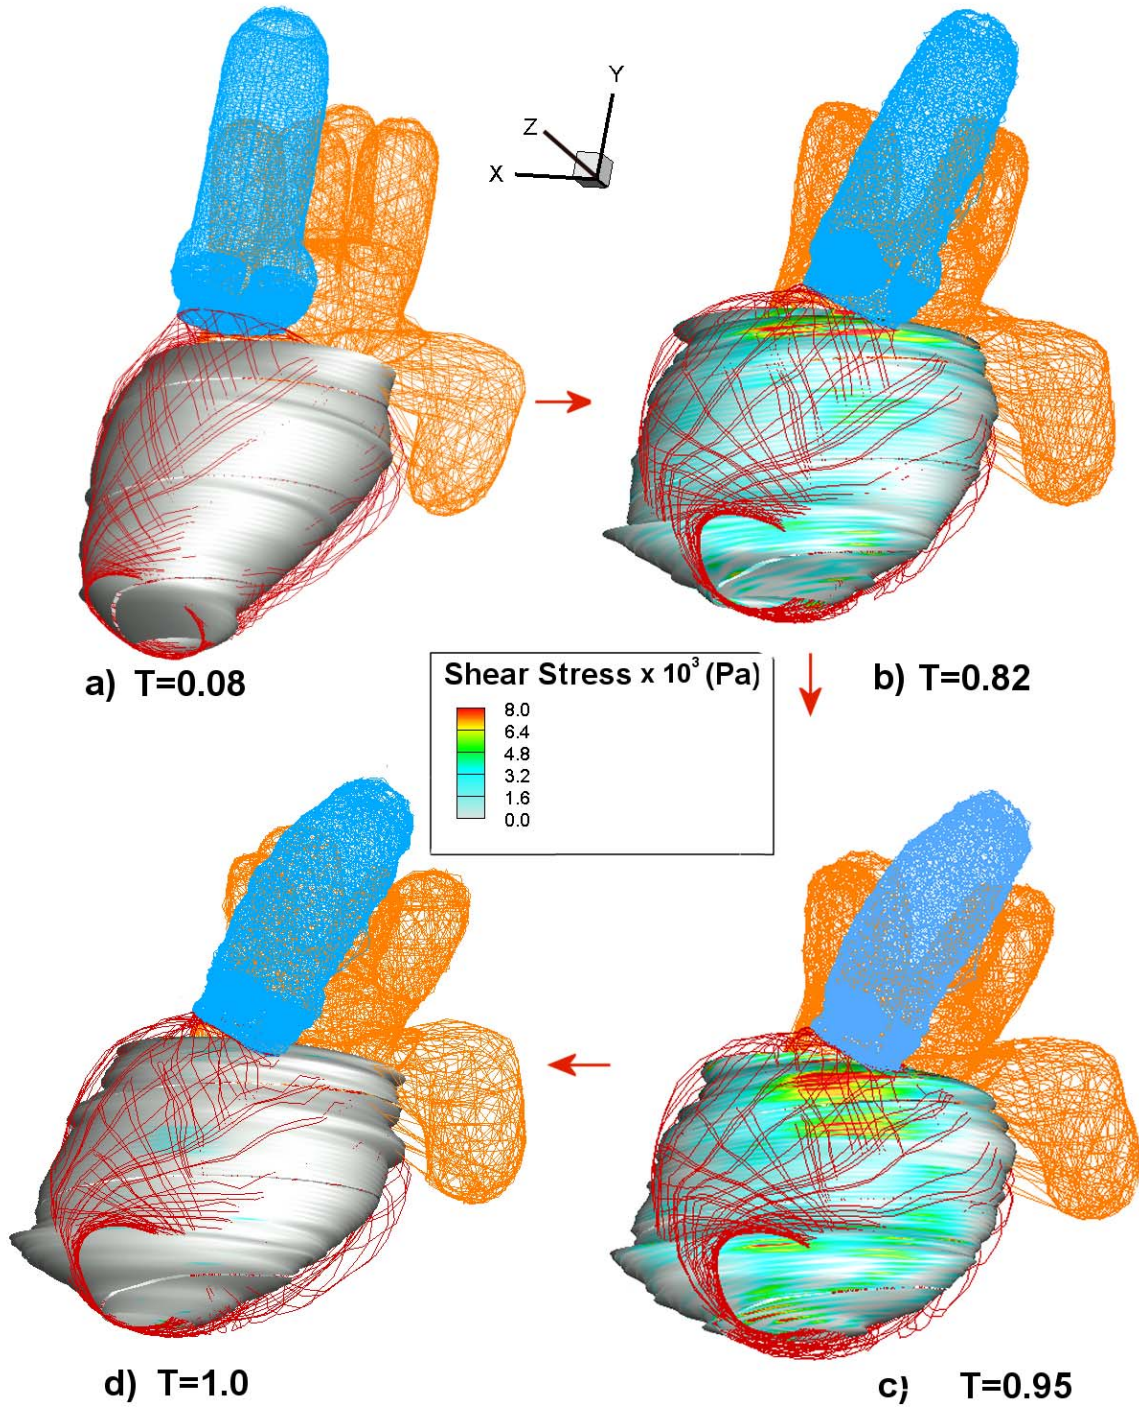 Y
Z
X
a) T=0.08
b) T=0.82
Shear Stress x 10³ (Pa)
8.0
6.4
4.8
3.2
1.6
0.0
d) T=1.0
c) T=0.95